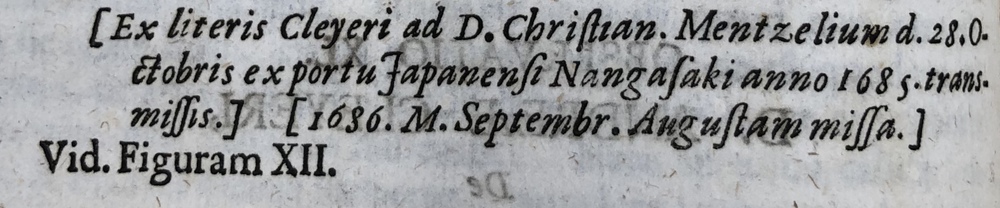 [Ex literis Cleyeri ad D. Chriſtian. Mentzelium d. 28. O-
ctobris ex portu Japanenſi Nangaſaki anno 1685. trans-
miſſis.] [1686. M. Septembr. Auguſtam miſſa.]
Vid. Figuram XII.